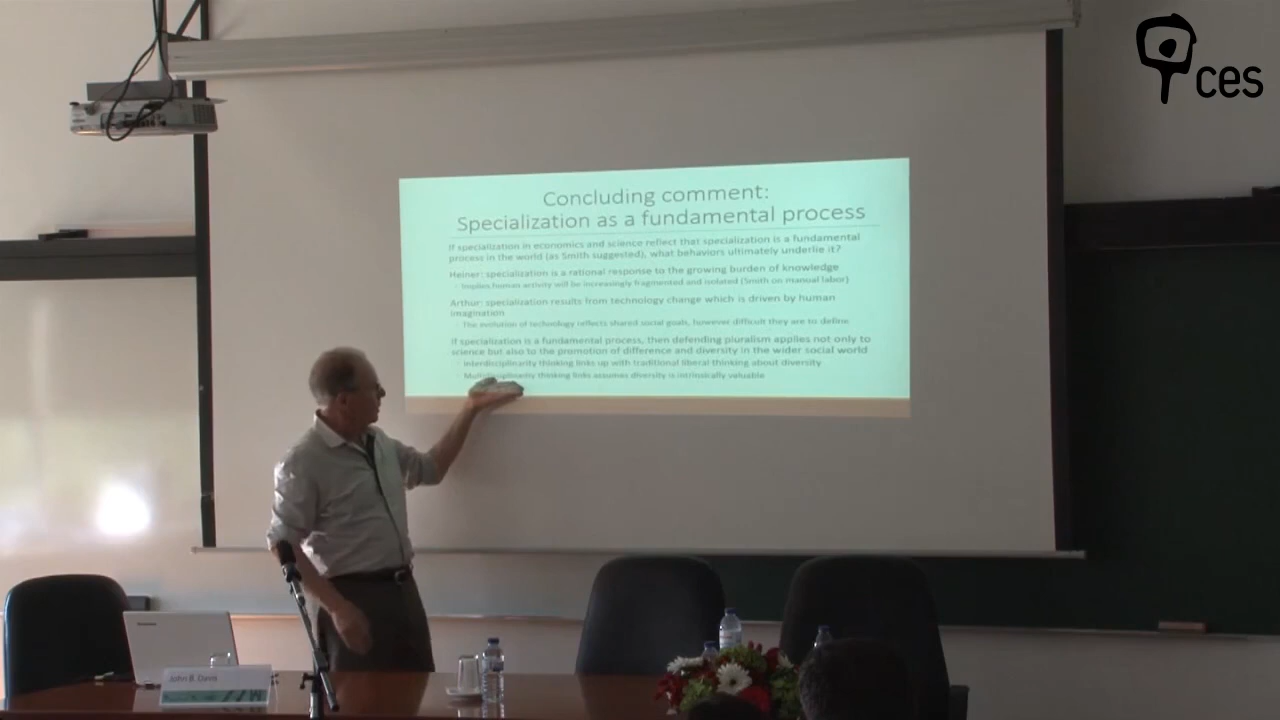 ces
Concluding comment:
Specialization as a fundamental process
If specialization in economics and science reflect that specialization is a fundamental
process in the world (as Smith suggested), what behaviors ultimately underlie it?
Heiner: specialization is a rational response to the growing burden of knowledge
Implies human activity will be increasingly fragmented and isolated (Smith on manual labor)
Arthur: specialization results from technology change which is driven by human
imagination
The evolution of technology reflects shared social goals, however difficult they are to define
If specialization is a fundamental process, then defending pluralism applies not only to
science but also to the promotion of difference and diversity in the wider social world
Interdisciplinarity thinking links up with traditional liberal thinking about diversity
Multidisciplinarity thinking links assumes diversity is intrinsically valuable
lenovo
John B. Davis